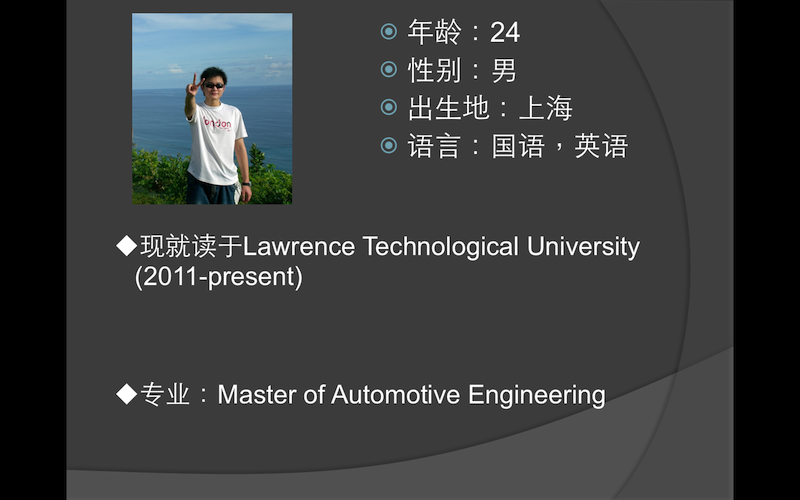 年龄：24
性别：男
出生地：上海
语言：国语，英语
London
现就读于Lawrence Technological University
(2011-present)
专业：Master of Automotive Engineering